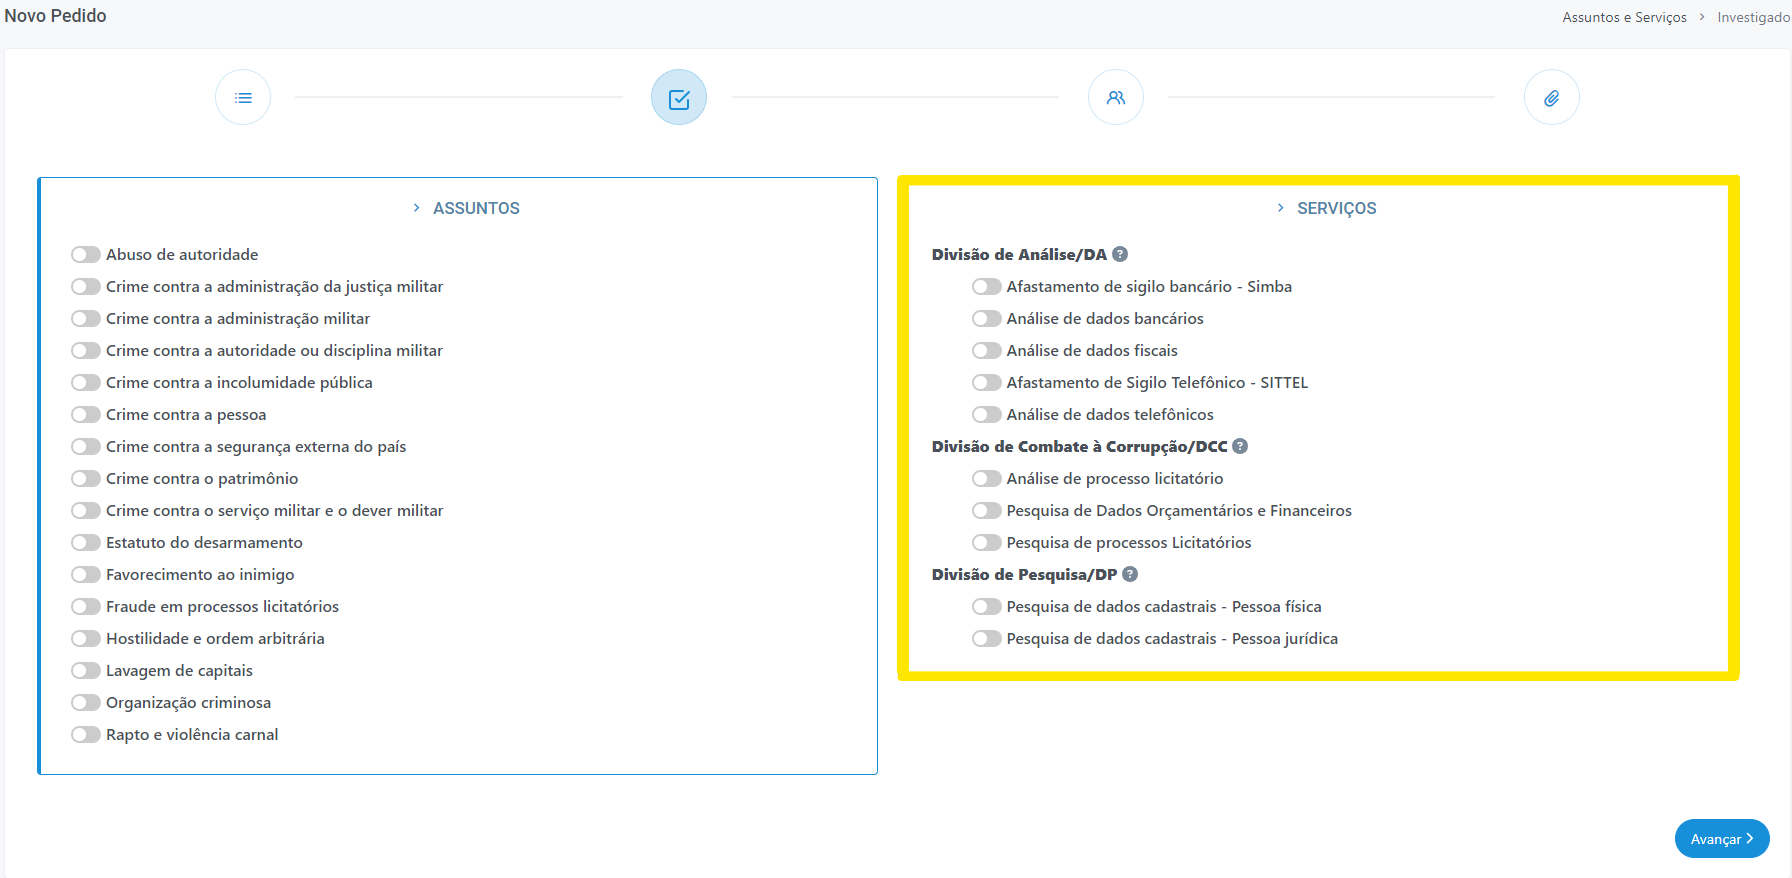 Novo Pedido
Assuntos e Serviços > Investigado
> ASSUNTOS
Abuso de autoridade
Crime contra a administração da justiça militar
Crime contra a administração militar
Crime contra a autoridade ou disciplina militar
Crime contra a incolumidade pública
Crime contra a pessoa
Crime contra a segurança externa do país
Crime contra o patrimônio
Crime contra o serviço militar e o dever militar
Estatuto do desarmamento
Favorecimento ao inimigo
Fraude em processos licitatórios
Hostilidade e ordem arbitrária
Lavagem de capitais
Organização criminosa
Rapto e violência carnal
> SERVIÇOS
Divisão de Análise/DA ?
Afastamento de sigilo bancário - Simba
Análise de dados bancários
Análise de dados fiscais
Afastamento de Sigilo Telefônico - SITTEL
Análise de dados telefônicos
Divisão de Combate à Corrupção/DCC ?
Análise de processo licitatório
Pesquisa de Dados Orçamentários e Financeiros
Pesquisa de processos Licitatórios
Divisão de Pesquisa/DP ?
Pesquisa de dados cadastrais - Pessoa física
Pesquisa de dados cadastrais - Pessoa jurídica
Avançar >